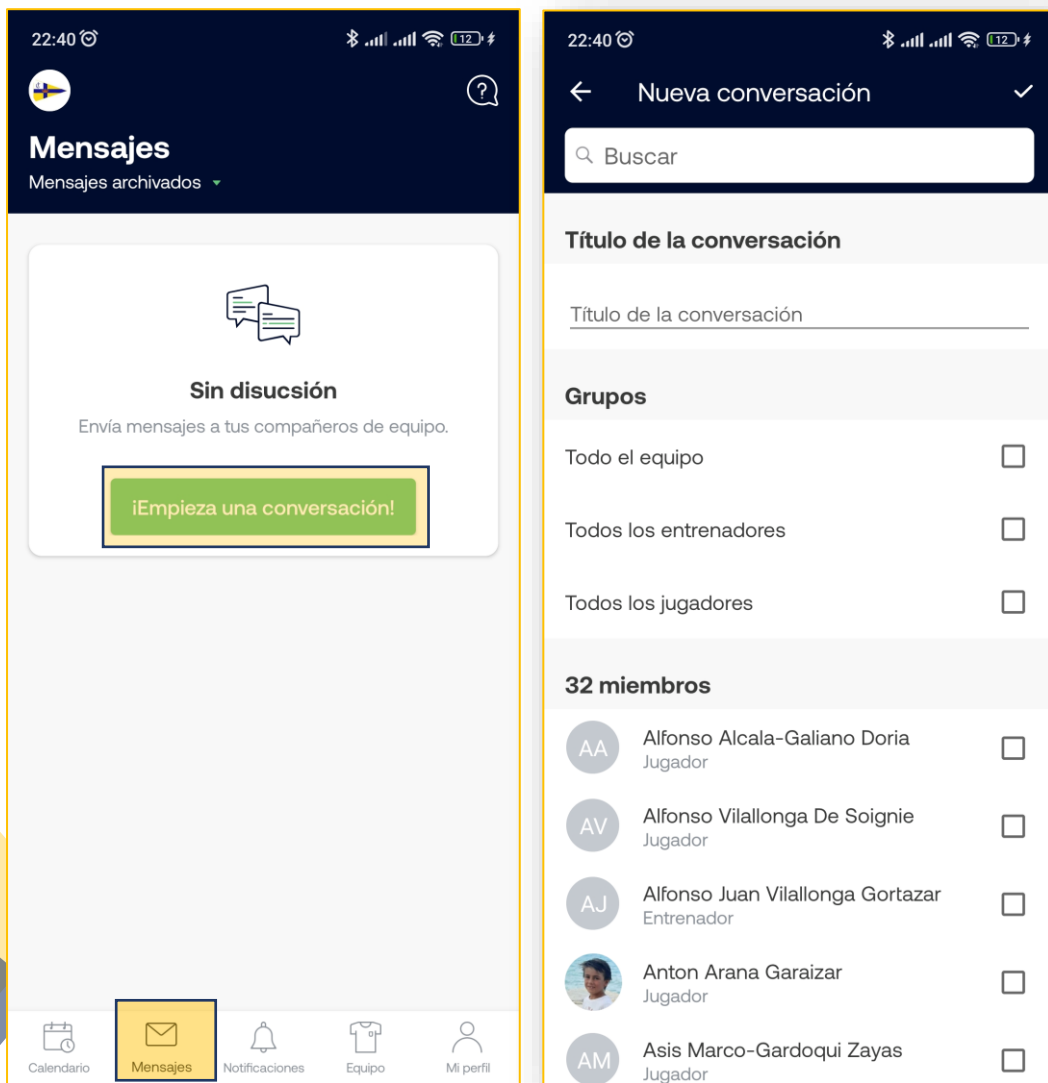 22:40
12
Mensajes
Mensajes archivados
Sin disucsión
Envía mensajes a tus compañeros de equipo.
¡Empieza una conversación!
Calendario
Mensajes
Notificaciones
Equipo
Mi perfil
22:40
12
Nueva conversación
Buscar
Título de la conversación
Título de la conversación
Grupos
Todo el equipo
Todos los entrenadores
Todos los jugadores
32 miembros
AA
Alfonso Alcala-Galiano Doria
Jugador
AV
Alfonso Vilallonga De Soignie
Jugador
AJ
Alfonso Juan Vilallonga Gortazar
Entrenador
Anton Arana Garaizar
Jugador
AM
Asis Marco-Gardoqui Zayas
Jugador